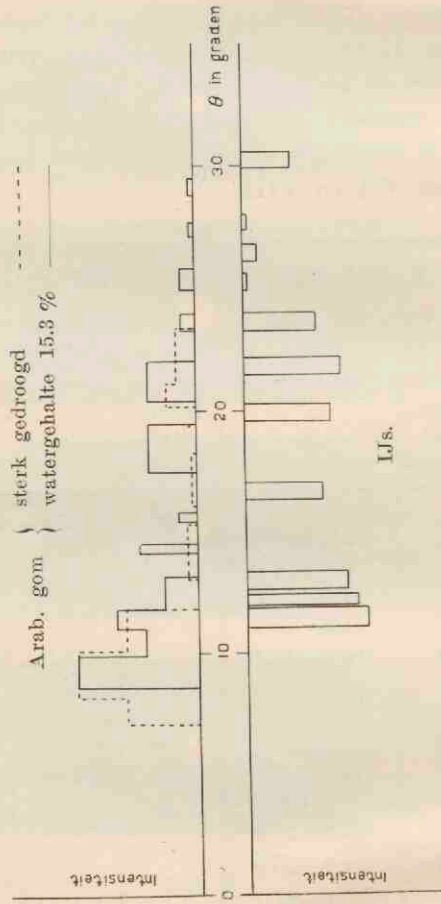 Arab. gom } sterk gedroogd
watergehalte 15.3 %
Intensiteit
0 10 20 30
θ in graden
Intensiteit
IJs.